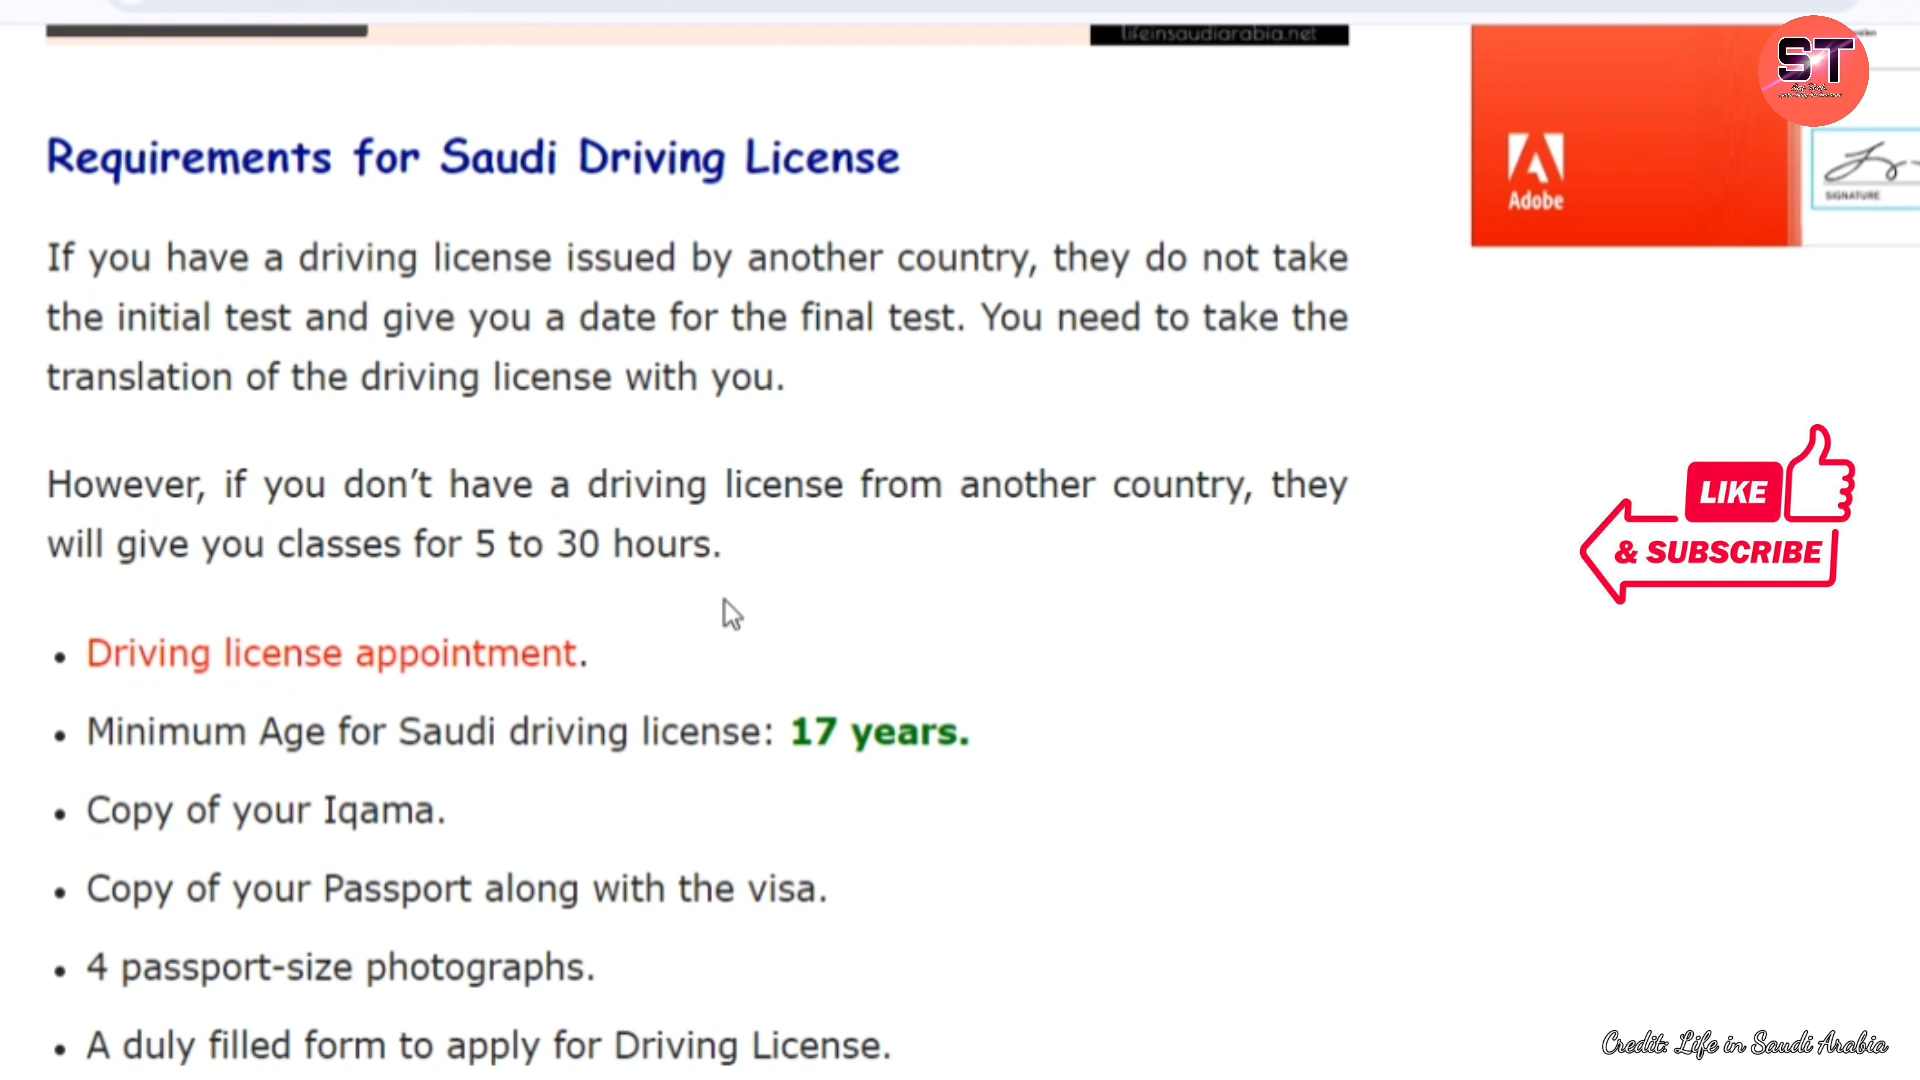 lifeinsaudiarabia.net
ST
Requirements for Saudi Driving License
Adobe
SIGNATURE
If you have a driving license issued by another country, they do not take
the initial test and give you a date for the final test. You need to take the
translation of the driving license with you.
However, if you don’t have a driving license from another country, they
will give you classes for 5 to 30 hours.
LIKE
& SUBSCRIBE
• Driving license appointment.
• Minimum Age for Saudi driving license: 17 years.
• Copy of your Iqama.
• Copy of your Passport along with the visa.
• 4 passport-size photographs.
• A duly filled form to apply for Driving License.
Credit: Life in Saudi Arabia